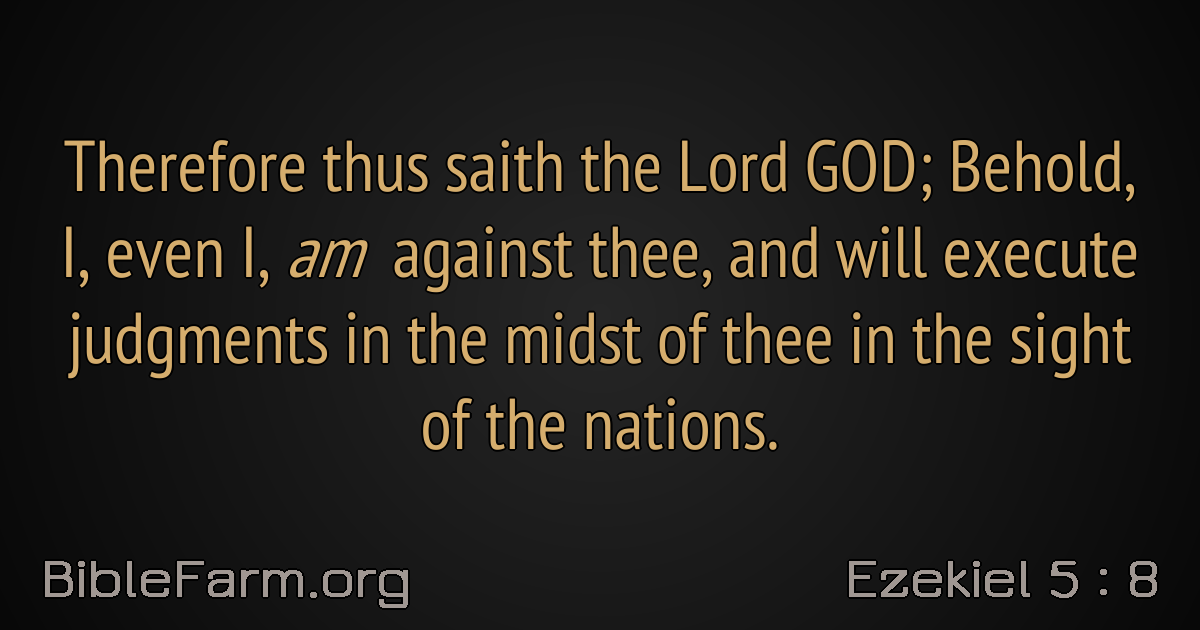 Therefore thus saith the Lord GOD; Behold,
I, even I, am against thee, and will execute
judgments in the midst of thee in the sight
of the nations.
BibleFarm.org
Ezekiel 5 : 8